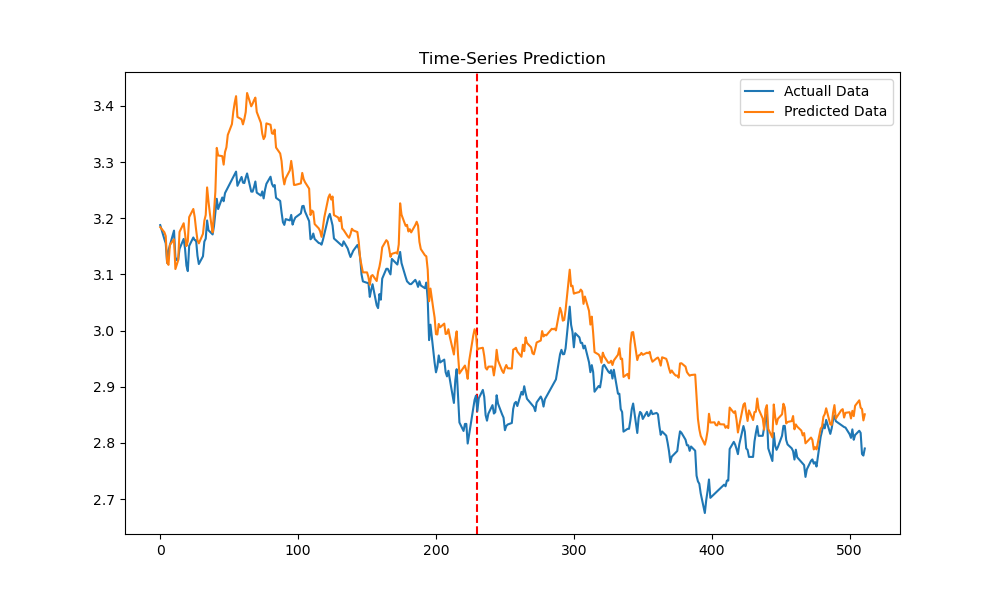 Time-Series Prediction
Actuall Data
Predicted Data
3.4
3.3
3.2
3.1
3.0
2.9
2.8
2.7
0 100 200 300 400 500